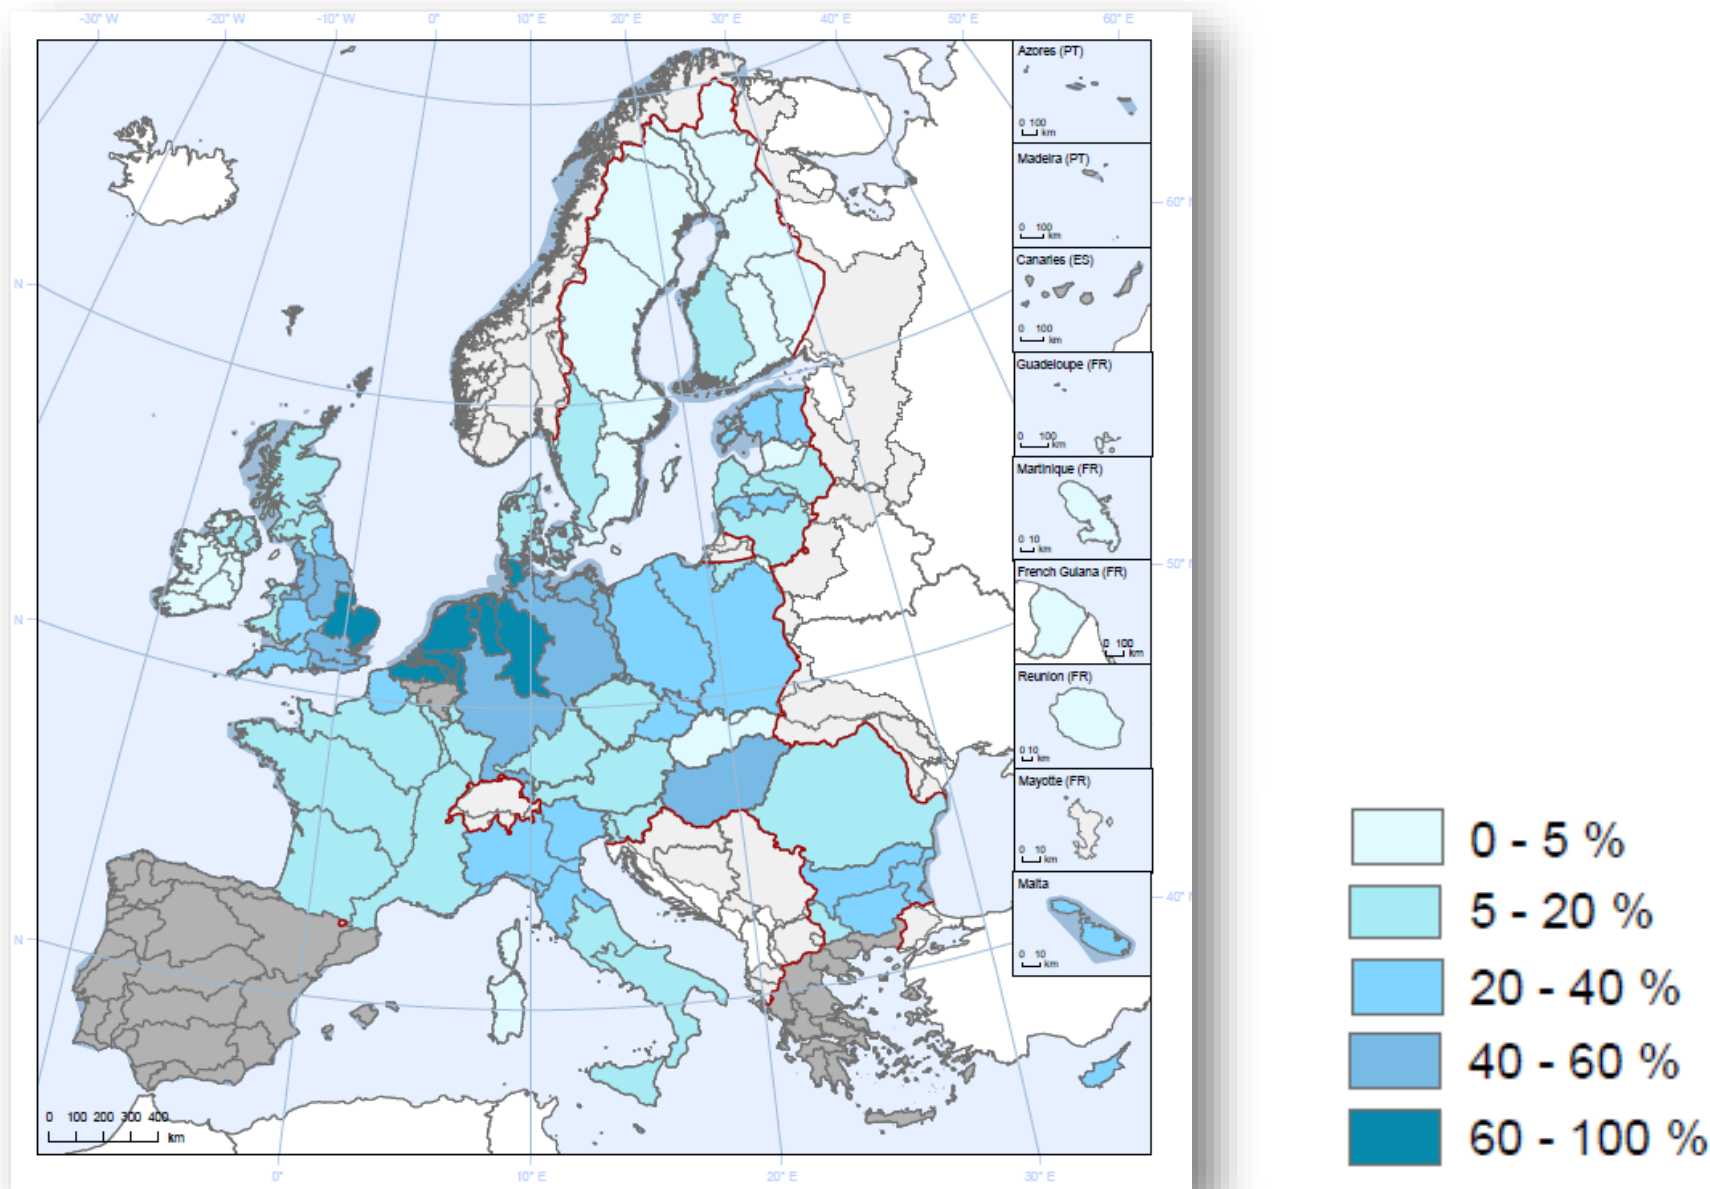 -30° W -20° W -10° W 0° 10° E 20° E 30° E 40° E 50° E 60° E
Azores (PT)
0 100
km
Madeira (PT)
60° N
0 100
km
Canaries (ES)
N
0 100
km
Guadeloupe (FR)
0 100
km
Martinique (FR)
0 10
km
50° N
French Guiana (FR)
N
0 100
km
Reunion (FR)
0 10
km
Mayotte (FR)
0 10
km
Malta
40° N
N
0 10
km
0 100 200 300 400
km
0° 10° E 20° E 30° E
0 - 5 %
5 - 20 %
20 - 40 %
40 - 60 %
60 - 100 %